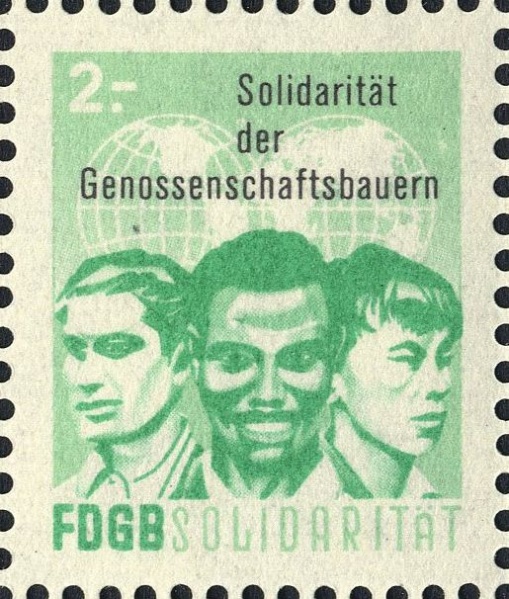 2.-
Solidarität
der
Genossenschaftsbauern
FDGB SOLIDARITÄT